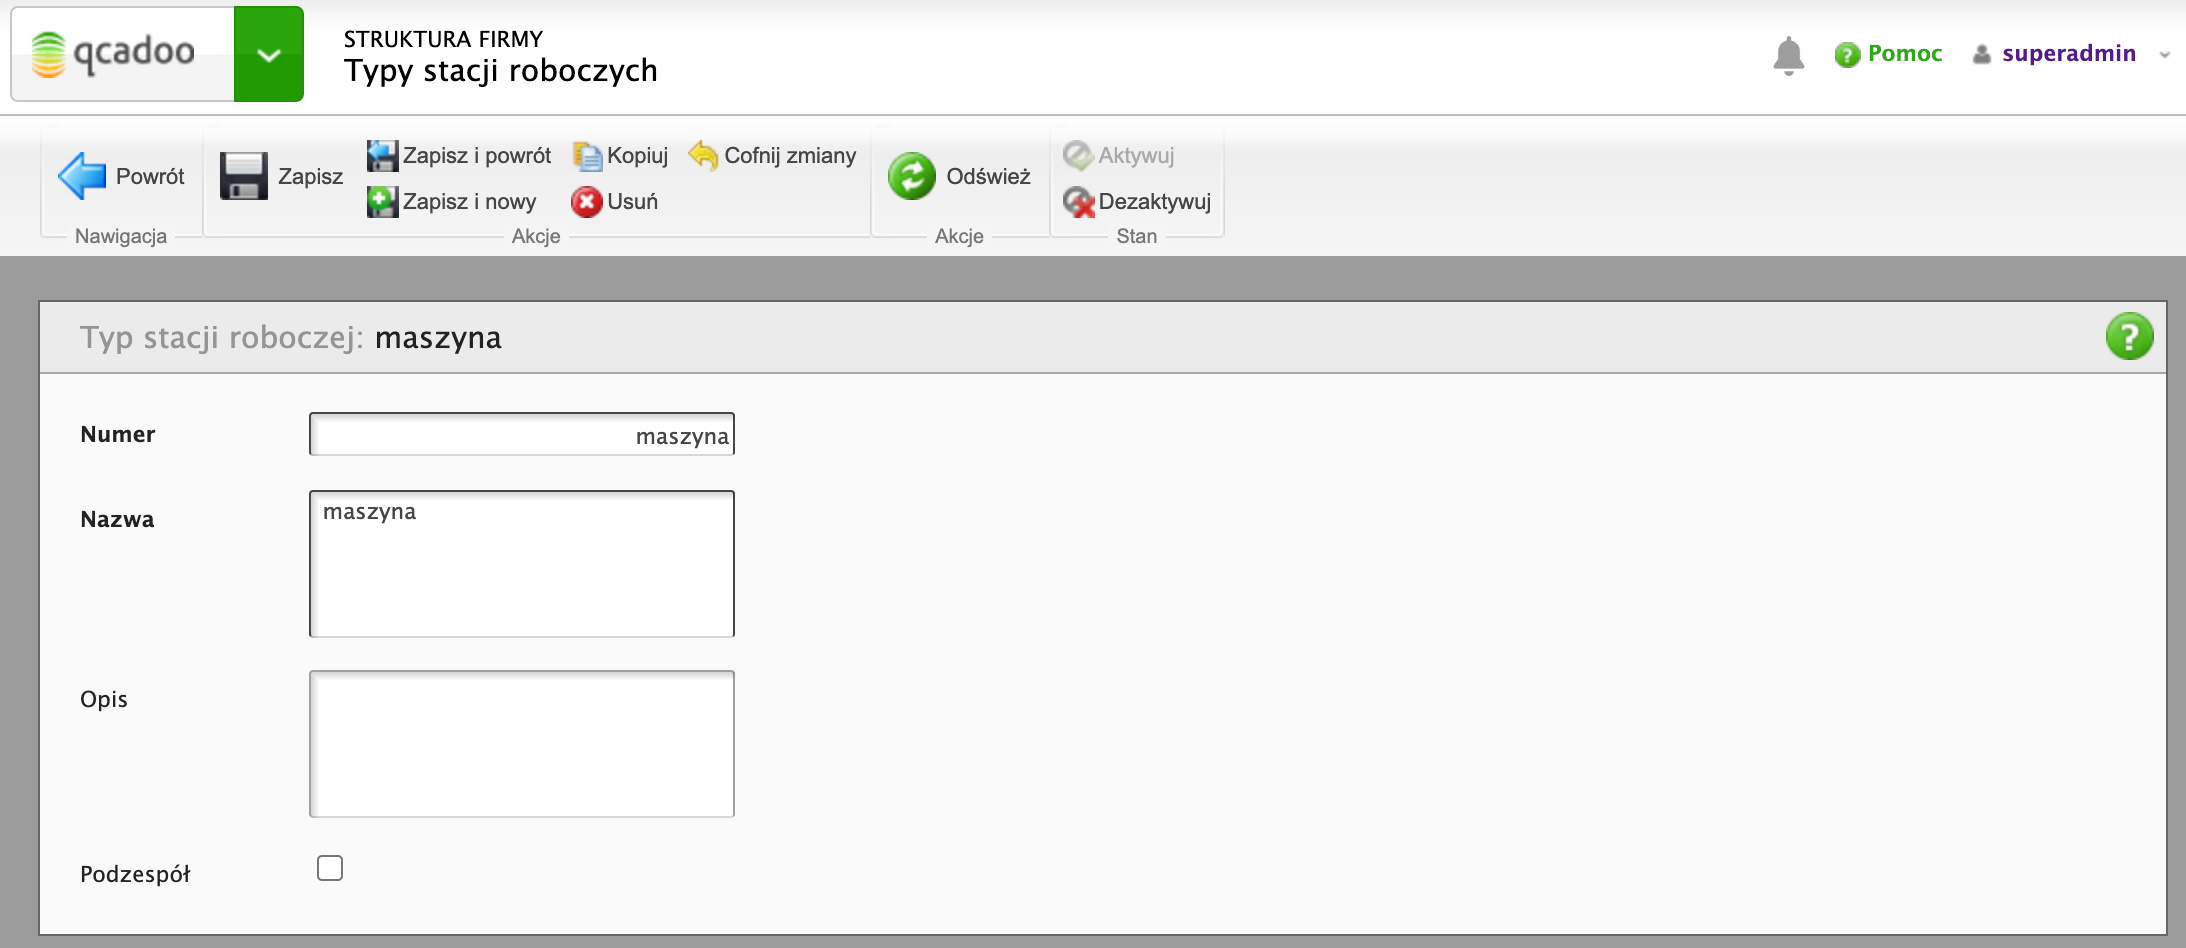 qcadoo
STRUKTURA FIRMY
Typy stacji roboczych
Pomoc
superadmin
Powrót
Nawigacja
Zapisz
Zapisz i powrót
Kopiuj
Cofnij zmiany
Zapisz i nowy
Usuń
Akcje
Odśwież
Akcje
Aktywuj
Dezaktywuj
Stan
Typ stacji roboczej: maszyna
Numer
maszyna
Nazwa
maszyna
Opis
Podzespół